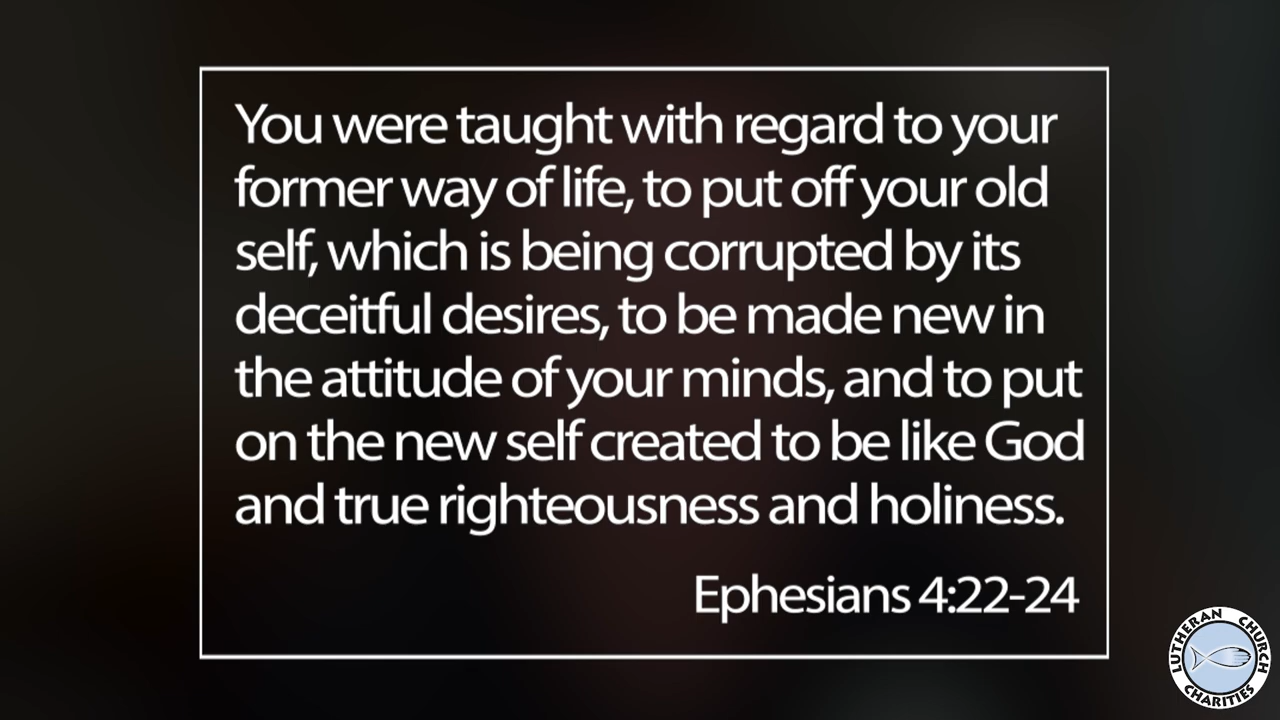 You were taught with regard to your
former way of life, to put off your old
self, which is being corrupted by its
deceitful desires, to be made new in
the attitude of your minds, and to put
on the new self created to be like God
and true righteousness and holiness.
Ephesians 4:22-24
LUTHERAN CHURCH
CHARITIES